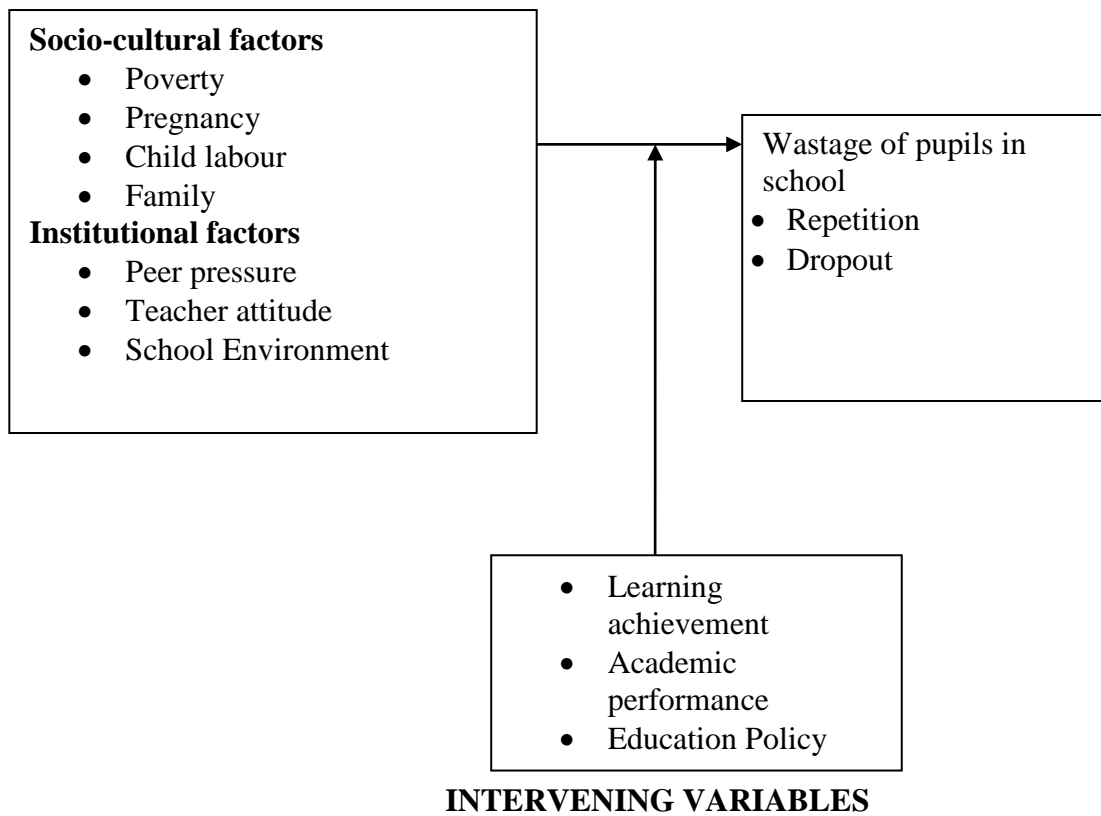 Socio-cultural factors
• Poverty
• Pregnancy
• Child labour
• Family
Institutional factors
• Peer pressure
• Teacher attitude
• School Environment
Wastage of pupils in
school
• Repetition
• Dropout
• Learning
achievement
• Academic
performance
• Education Policy
INTERVENING VARIABLES